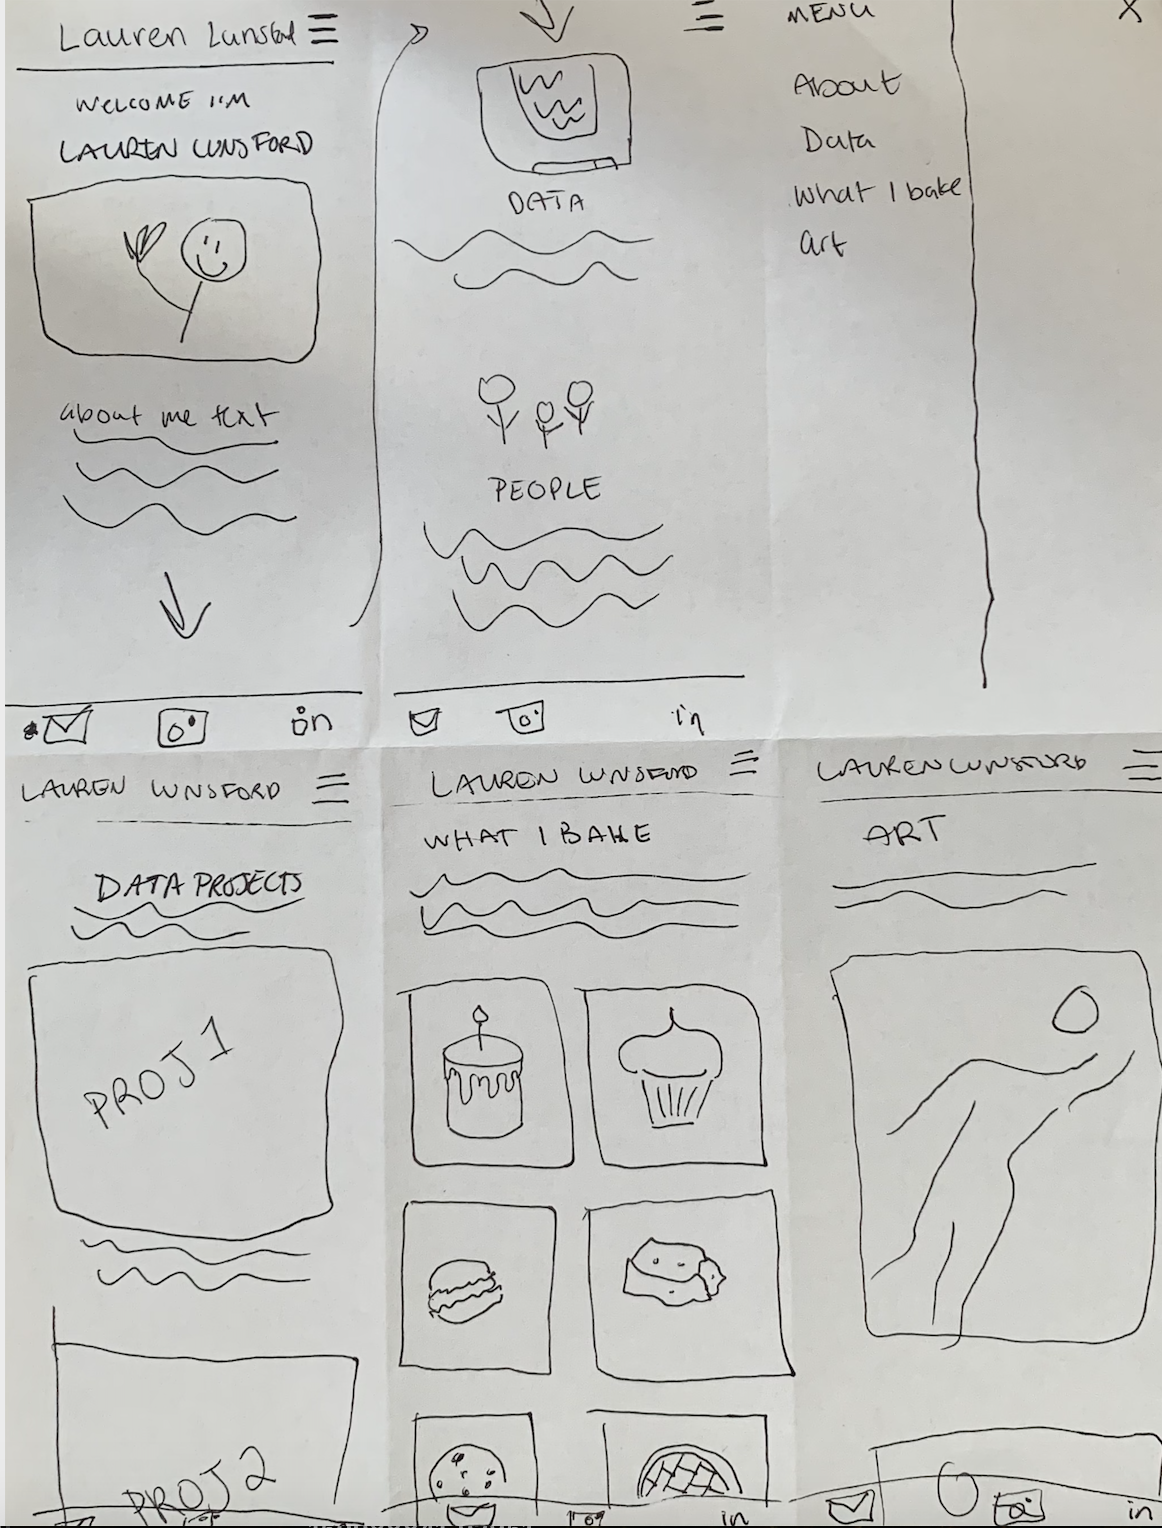 Lauren Lunsford
WELCOME I'M
LAUREN LUNSFORD
about me text
in
DATA
PEOPLE
in
MENU
X
About
Data
What I bake
art
LAUREN LUNSFORD
DATA PROJECTS
PROJ 1
PROJ 2
LAUREN LUNSFORD
WHAT I BAKE
in
LAUREN LUNSFORD
ART
in